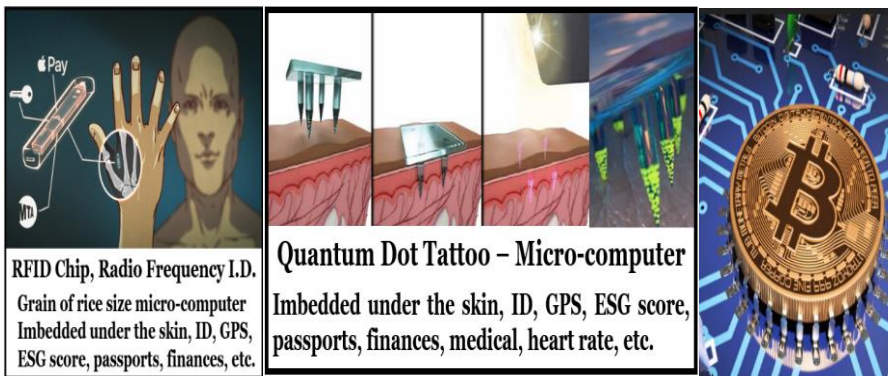 Pay
MTA
RFID Chip, Radio Frequency I.D.
Grain of rice size micro-computer
Imbedded under the skin, ID, GPS,
ESG score, passports, finances, etc.
Quantum Dot Tattoo – Micro-computer
Imbedded under the skin, ID, GPS, ESG score,
passports, finances, medical, heart rate, etc.